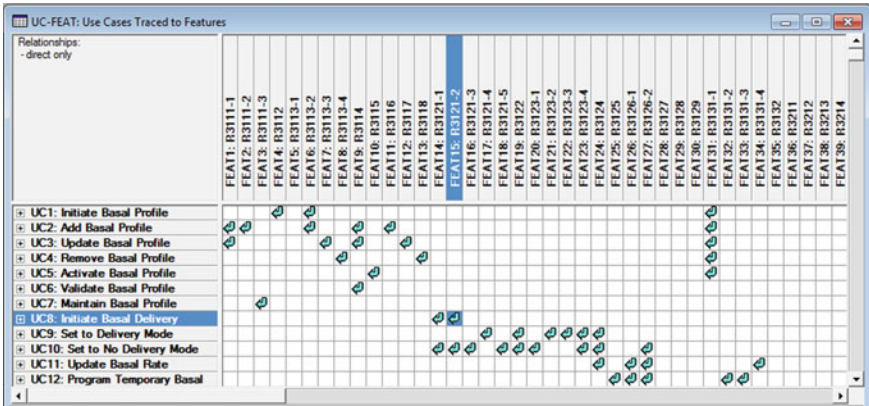 UC-FEAT: Use Cases Traced to Features
Relationships:
- direct only
FEAT1: R3111-1
FEAT2: R3111-2
FEAT3: R3111-3
FEAT4: R3112
FEAT5: R3113-1
FEAT6: R3113-2
FEAT7: R3113-3
FEAT8: R3113-4
FEAT9: R3114
FEAT10: R3115
FEAT11: R3116
FEAT12: R3117
FEAT13: R3118
FEAT14: R3121-1
FEAT15: R3121-2
FEAT16: R3121-3
FEAT17: R3121-4
FEAT18: R3121-5
FEAT19: R3122
FEAT20: R3123-1
FEAT21: R3123-2
FEAT22: R3123-3
FEAT23: R3123-4
FEAT24: R3124
FEAT25: R3125
FEAT26: R3126-1
FEAT27: R3126-2
FEAT28: R3127
FEAT29: R3128
FEAT30: R3129
FEAT31: R3131-1
FEAT32: R3131-2
FEAT33: R3131-3
FEAT34: R3131-4
FEAT35: R3132
FEAT36: R3211
FEAT37: R3212
FEAT38: R3213
FEAT39: R3214
UC1: Initiate Basal Profile
UC2: Add Basal Profile
UC3: Update Basal Profile
UC4: Remove Basal Profile
UC5: Activate Basal Profile
UC6: Validate Basal Profile
UC7: Maintain Basal Profile
UC8: Initiate Basal Delivery
UC9: Set to Delivery Mode
UC10: Set to No Delivery Mode
UC11: Update Basal Rate
UC12: Program Temporary Basal